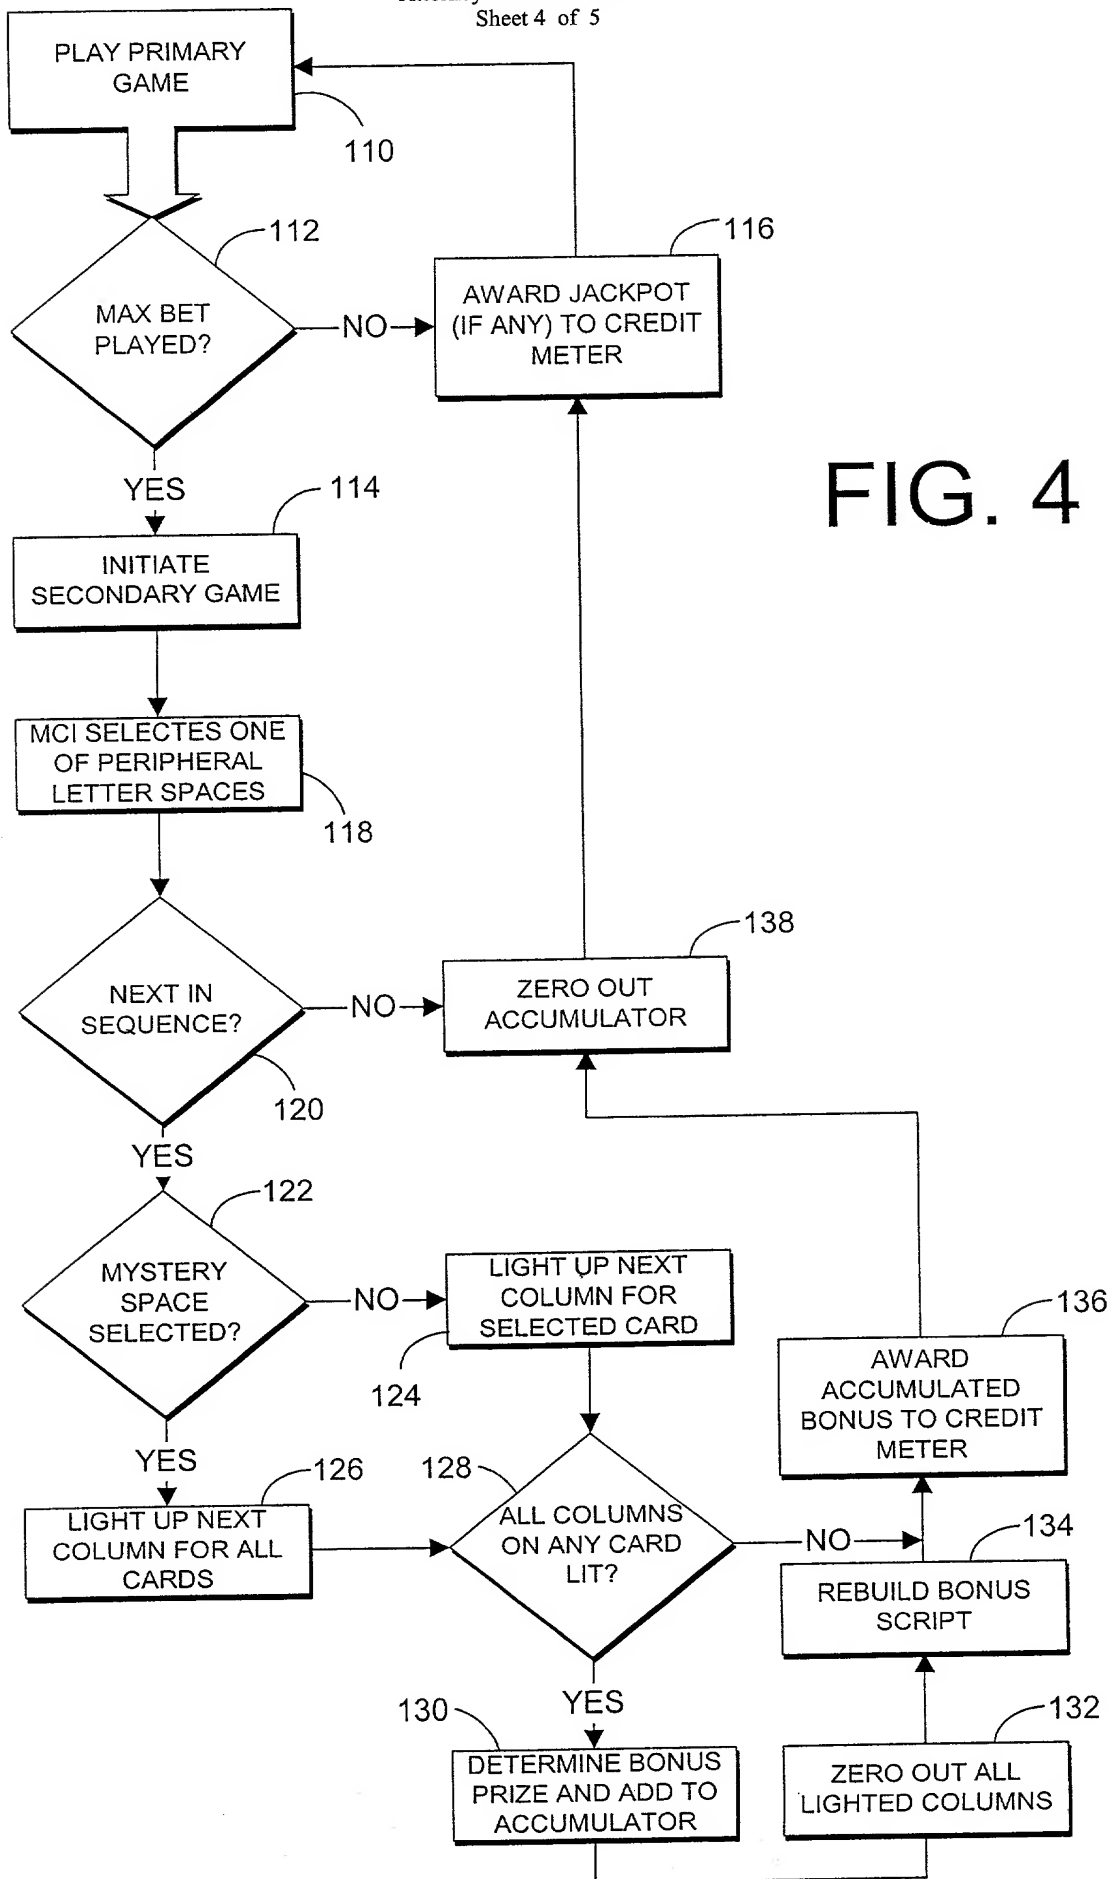 Sheet 4 of 5
PLAY PRIMARY
GAME
110
112
116
MAX BET
PLAYED?
NO
AWARD JACKPOT
(IF ANY) TO CREDIT
METER
FIG. 4
YES
114
INITIATE
SECONDARY GAME
MCI SELECTES ONE
OF PERIPHERAL
LETTER SPACES
118
138
NEXT IN
SEQUENCE?
NO
ZERO OUT
ACCUMULATOR
120
YES
122
MYSTERY
SPACE
SELECTED?
NO
LIGHT UP NEXT
COLUMN FOR
SELECTED CARD
124
136
AWARD
ACCUMULATED
BONUS TO CREDIT
METER
YES
126
LIGHT UP NEXT
COLUMN FOR ALL
CARDS
128
ALL COLUMNS
ON ANY CARD
LIT?
NO
134
REBUILD BONUS
SCRIPT
YES
130
DETERMINE BONUS
PRIZE AND ADD TO
ACCUMULATOR
132
ZERO OUT ALL
LIGHTED COLUMNS